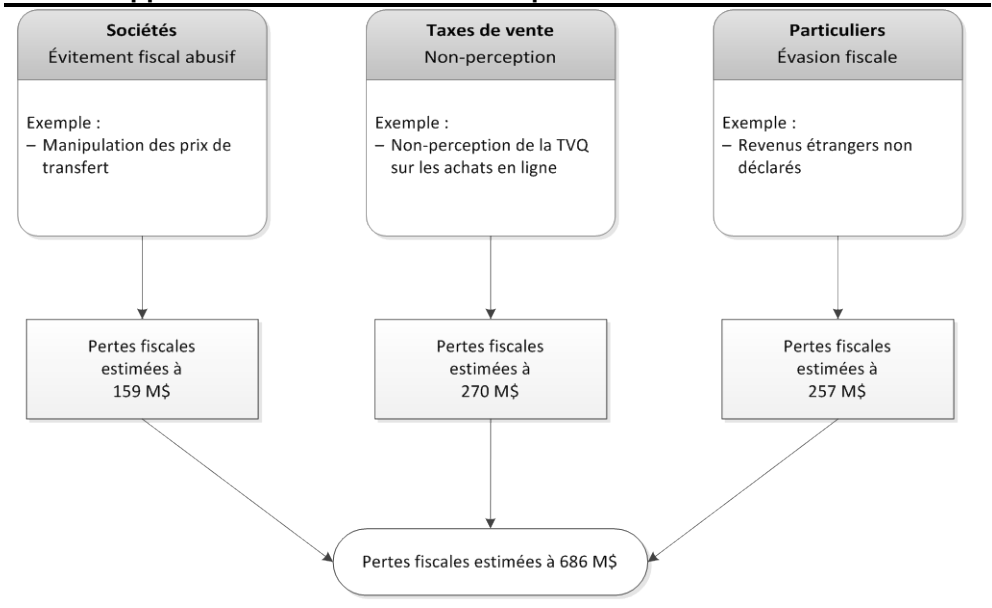 Sociétés
Évitement fiscal abusif
Exemple :
– Manipulation des prix de
transfert
Taxes de vente
Non-perception
Exemple :
– Non-perception de la TVQ
sur les achats en ligne
Particuliers
Évasion fiscale
Exemple :
– Revenus étrangers non
déclarés
Pertes fiscales
estimées à
159 M$
Pertes fiscales
estimées à
270 M$
Pertes fiscales
estimées à
257 M$
Pertes fiscales estimées à 686 M$